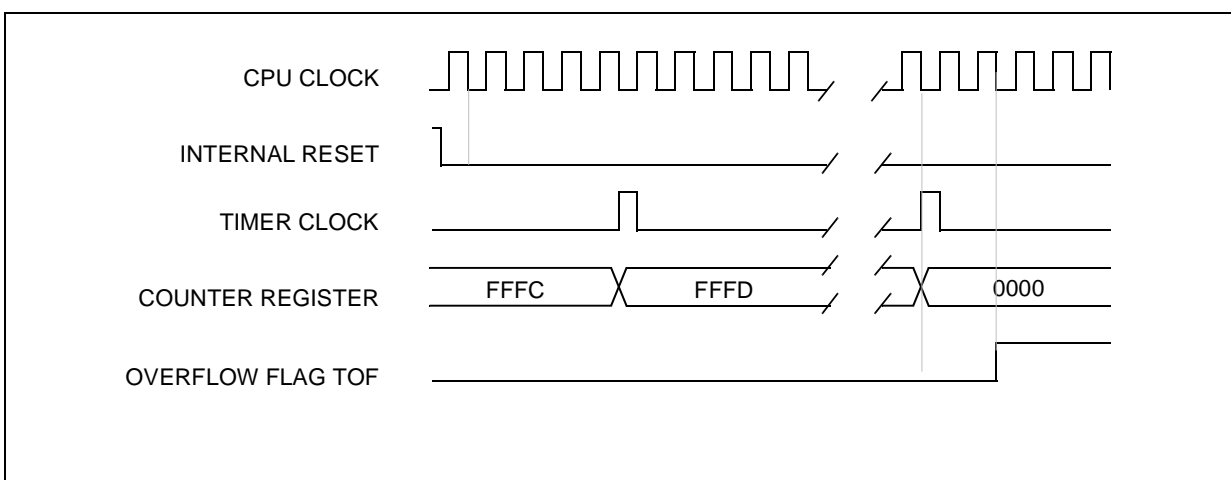 CPU CLOCK
INTERNAL RESET
TIMER CLOCK
COUNTER REGISTER
FFFC
FFFD
0000
OVERFLOW FLAG TOF